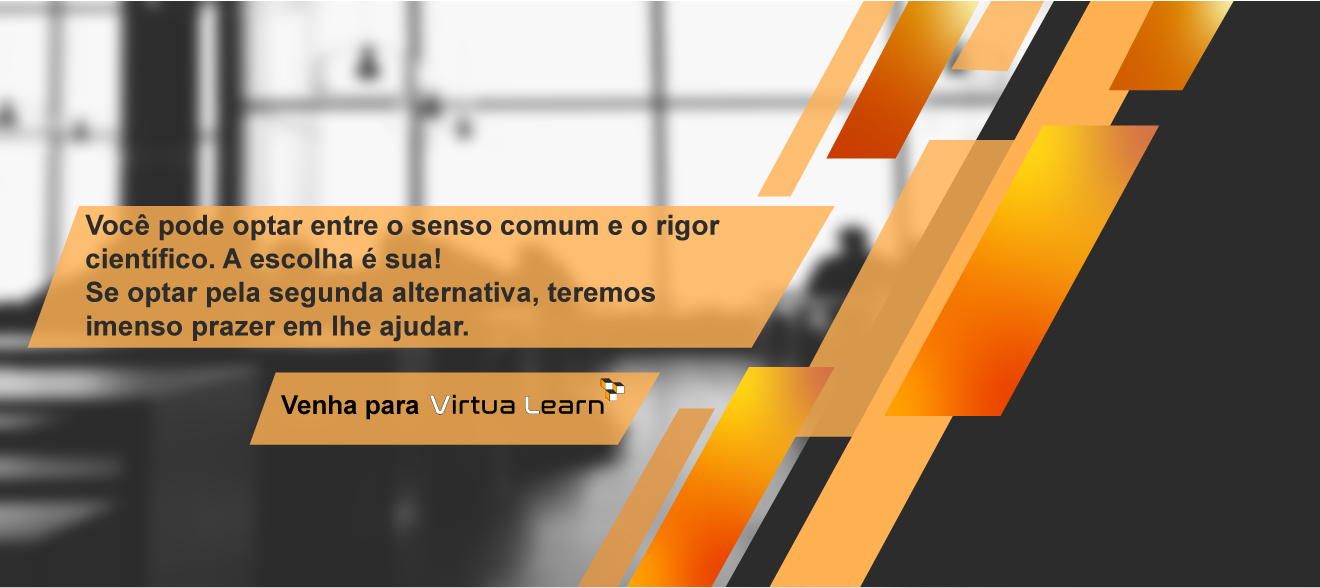 Você pode optar entre o senso comum e o rigor
científico. A escolha é sua!
Se optar pela segunda alternativa, teremos
imenso prazer em lhe ajudar.
Venha para Virtua Learn